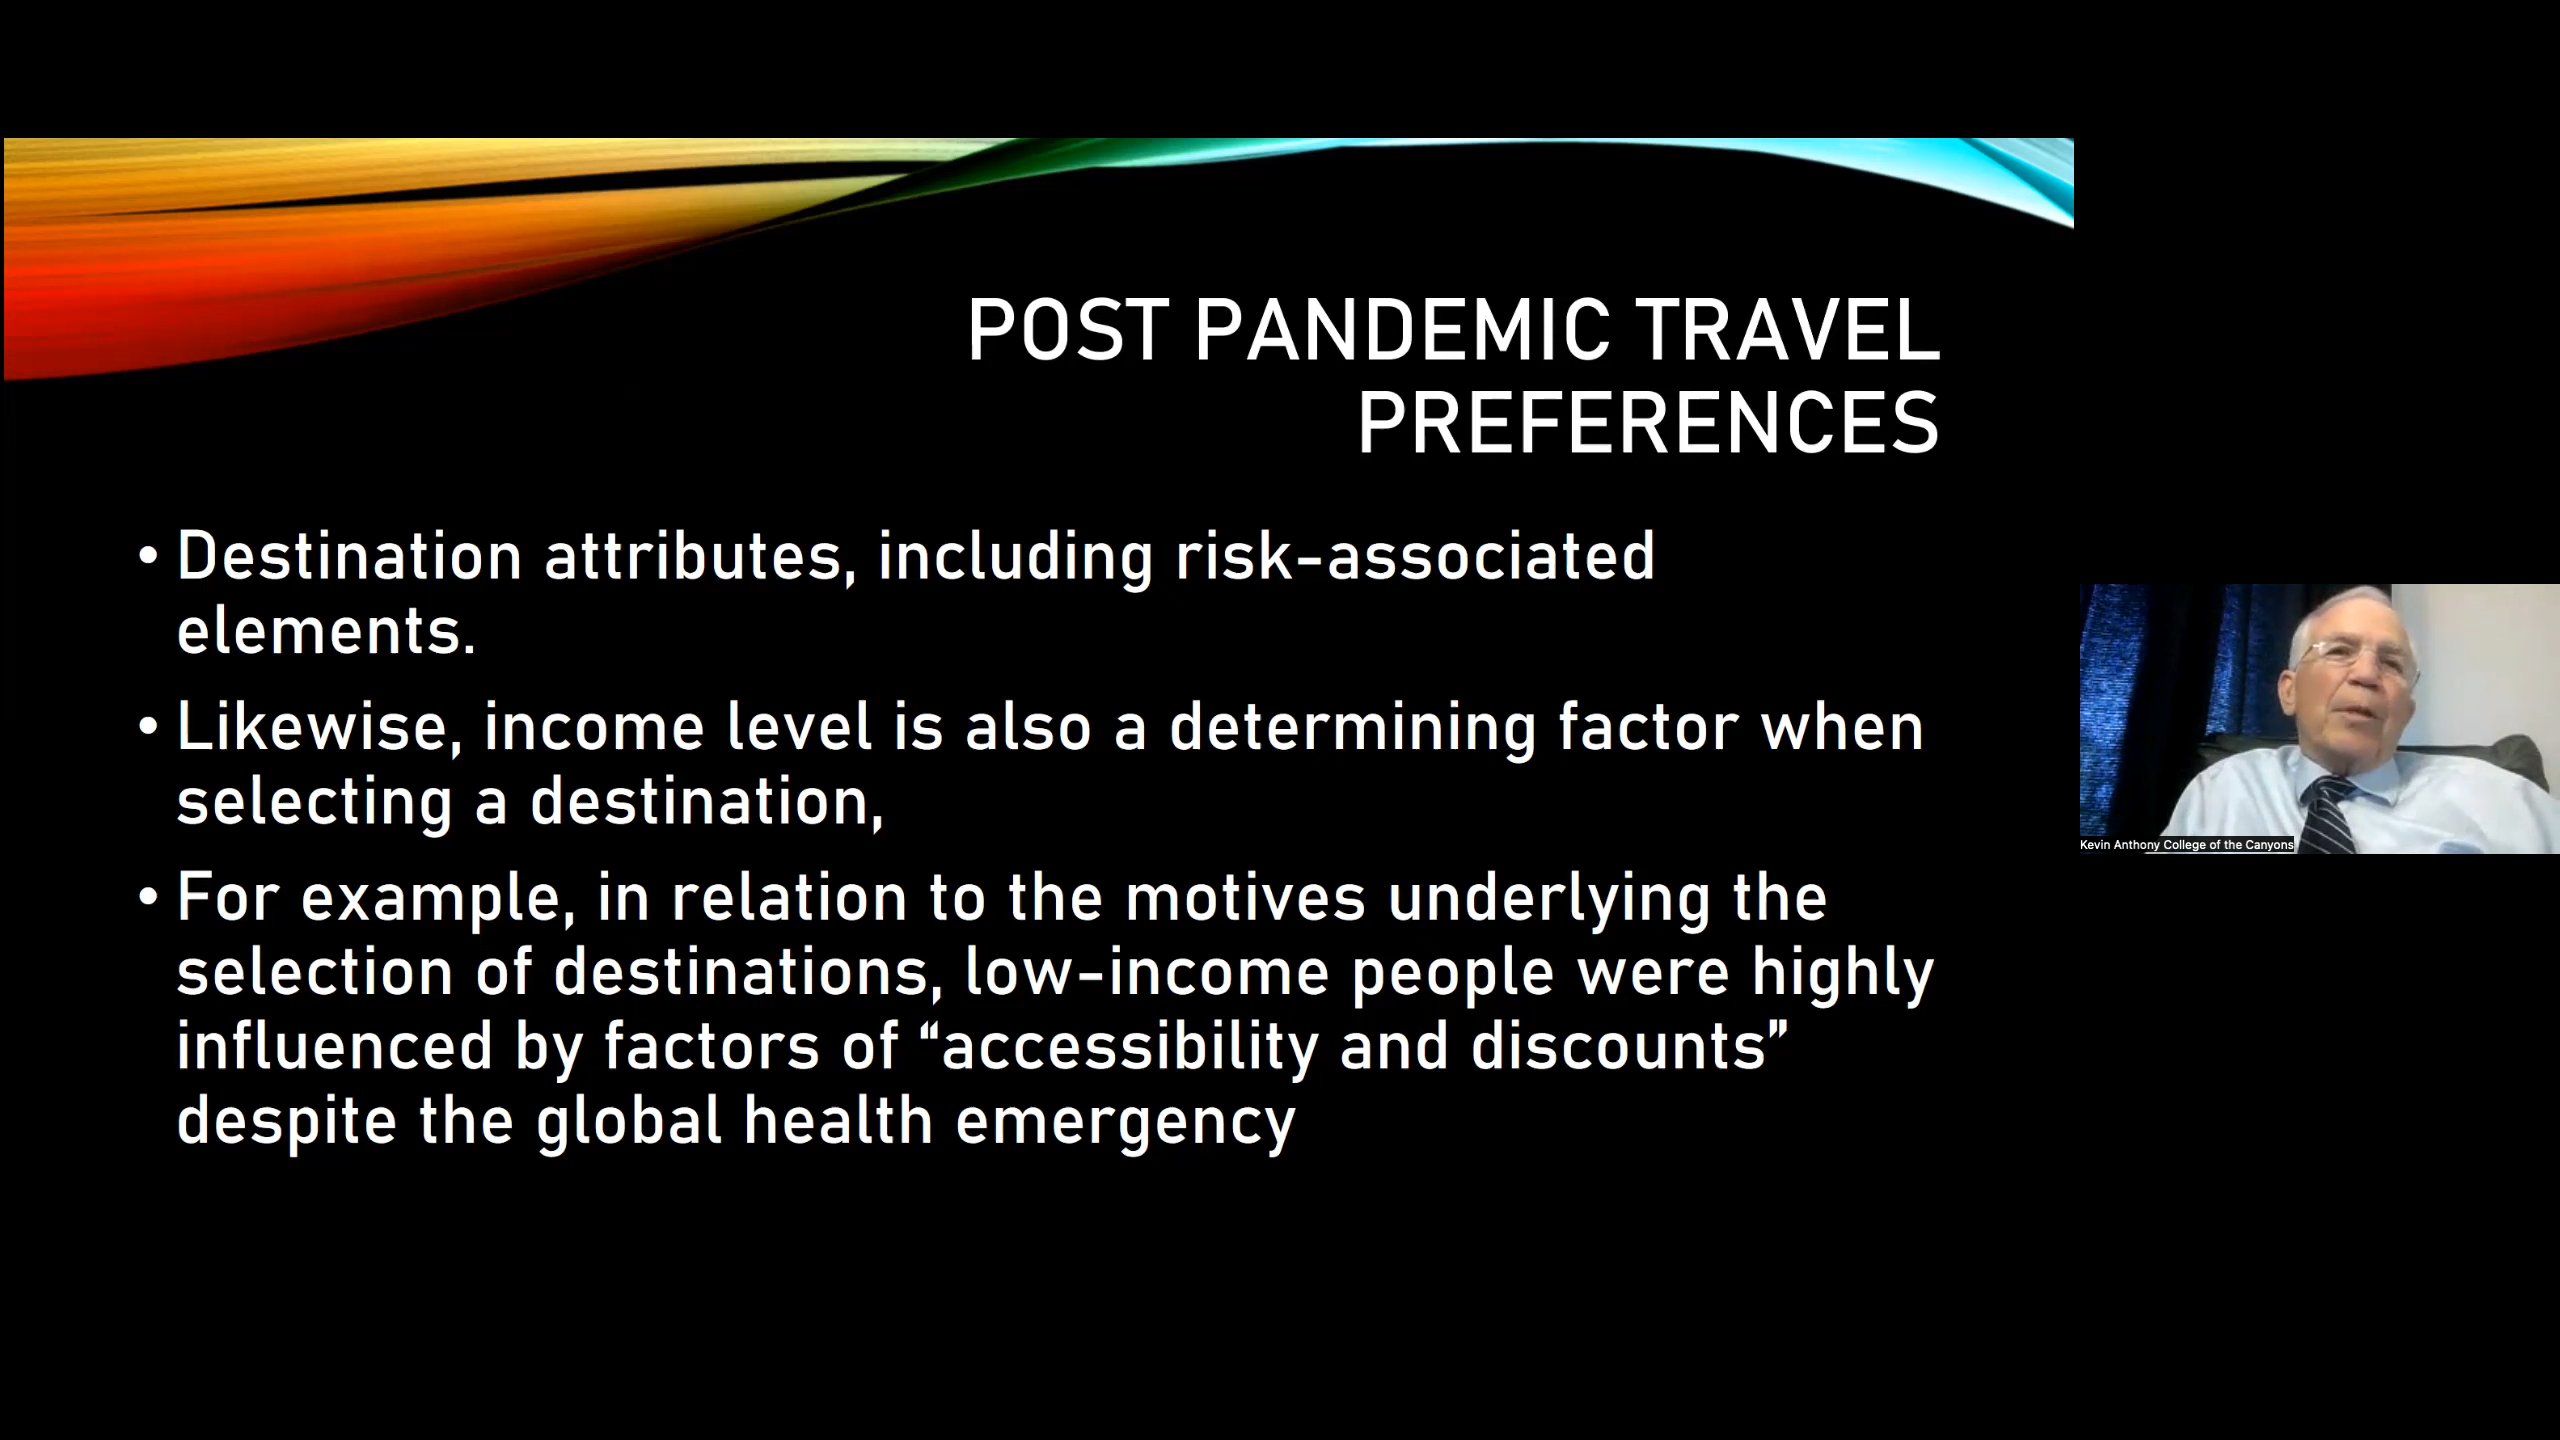 POST PANDEMIC TRAVEL
PREFERENCES
• Destination attributes, including risk-associated
elements.
• Likewise, income level is also a determining factor when
selecting a destination,
• For example, in relation to the motives underlying the
selection of destinations, low-income people were highly
influenced by factors of “accessibility and discounts”
despite the global health emergency
Kevin Anthony College of the Canyons